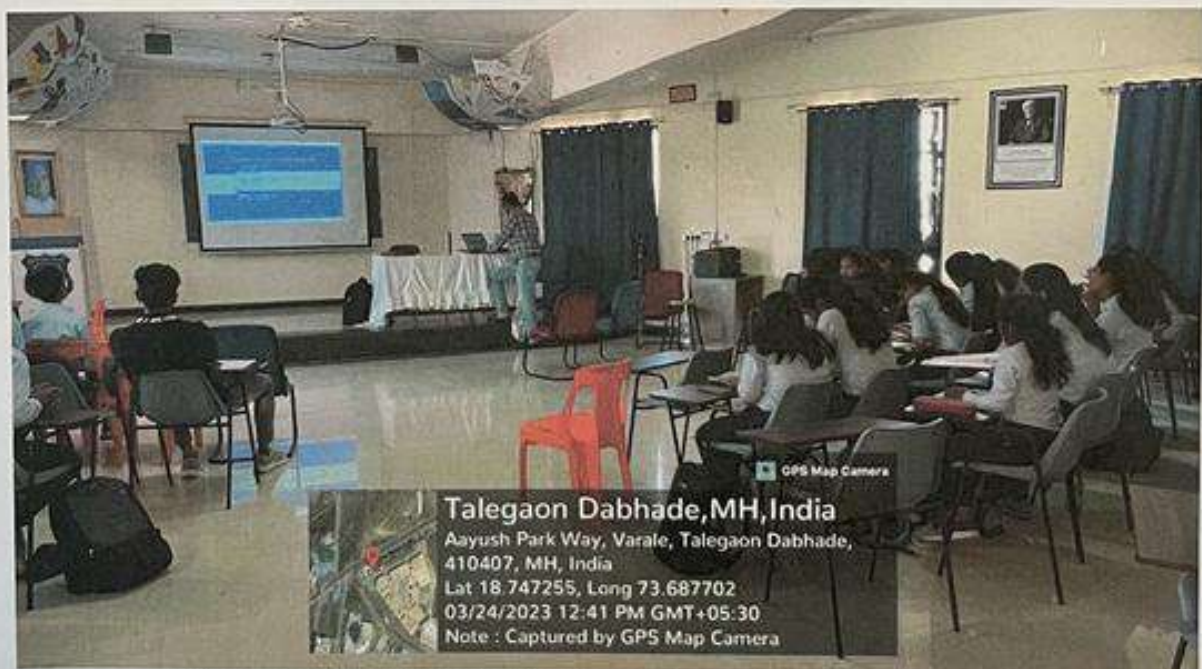 GPS Map Camera
Talegaon Dabhade,MH,India
Aayush Park Way, Varale, Talegaon Dabhade,
410407, MH, India
Lat 18.747255, Long 73.687702
03/24/2023 12:41 PM GMT+05:30
Note : Captured by GPS Map Camera